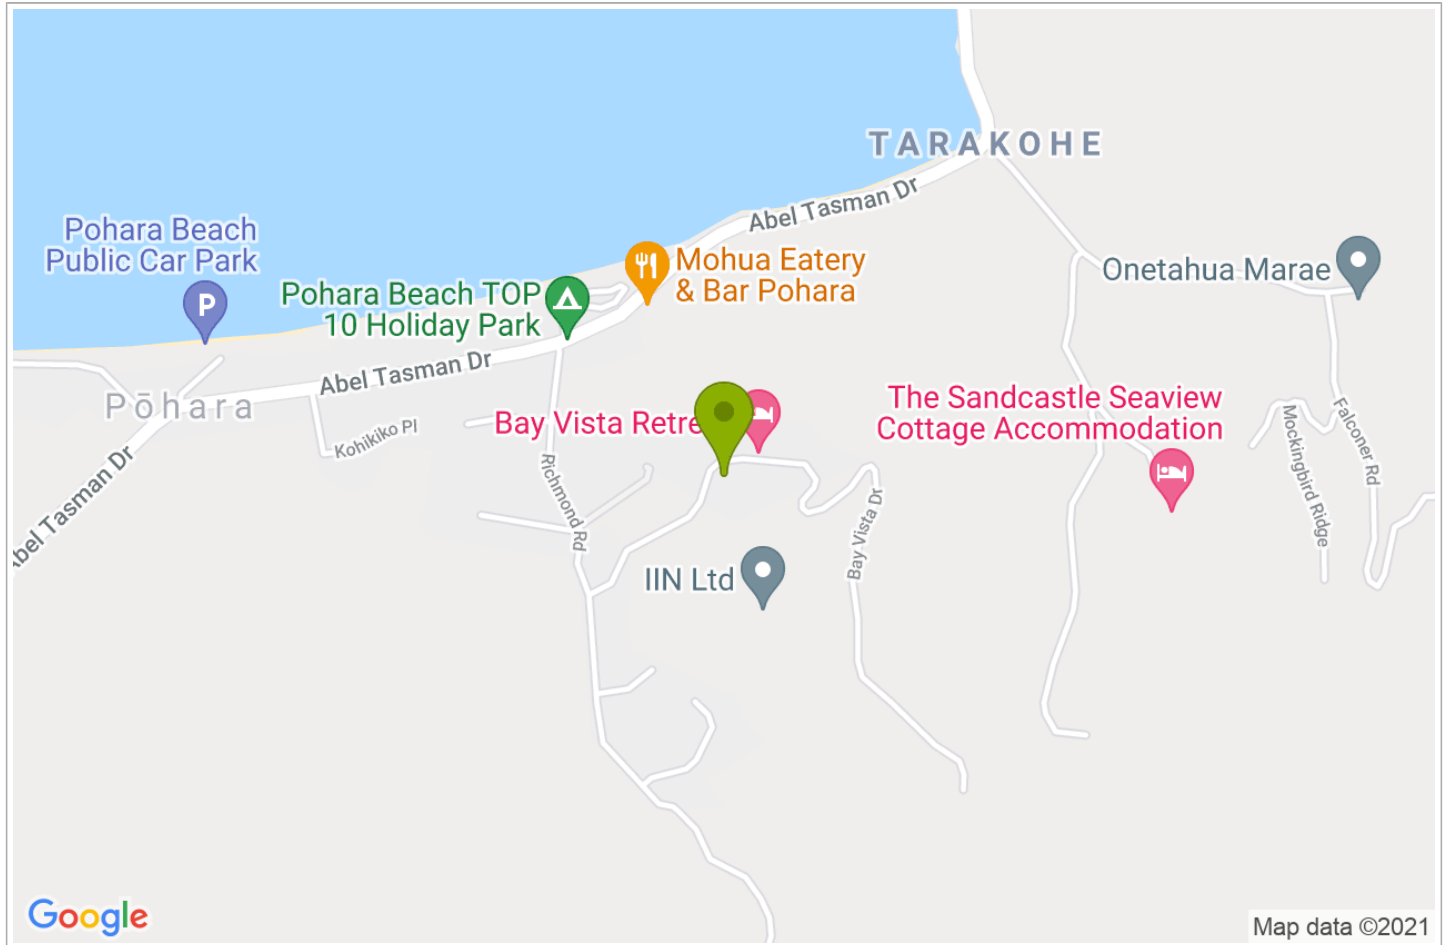 TARAKOHE
Abel Tasman Dr
Pohara Beach
Public Car Park
P
Mohua Eatery
& Bar Pohara
Onetahua Marae
Pohara Beach TOP
10 Holiday Park
Abel Tasman Dr
Pōhara
Kohikiko Pl
Bay Vista Retre
The Sandcastle Seaview
Cottage Accommodation
Mockingbird Ridge
Falconer Rd
Richmond Rd
Abel Tasman Dr
Bay Vista Dr
IIN Ltd
Google
Map data ©2021